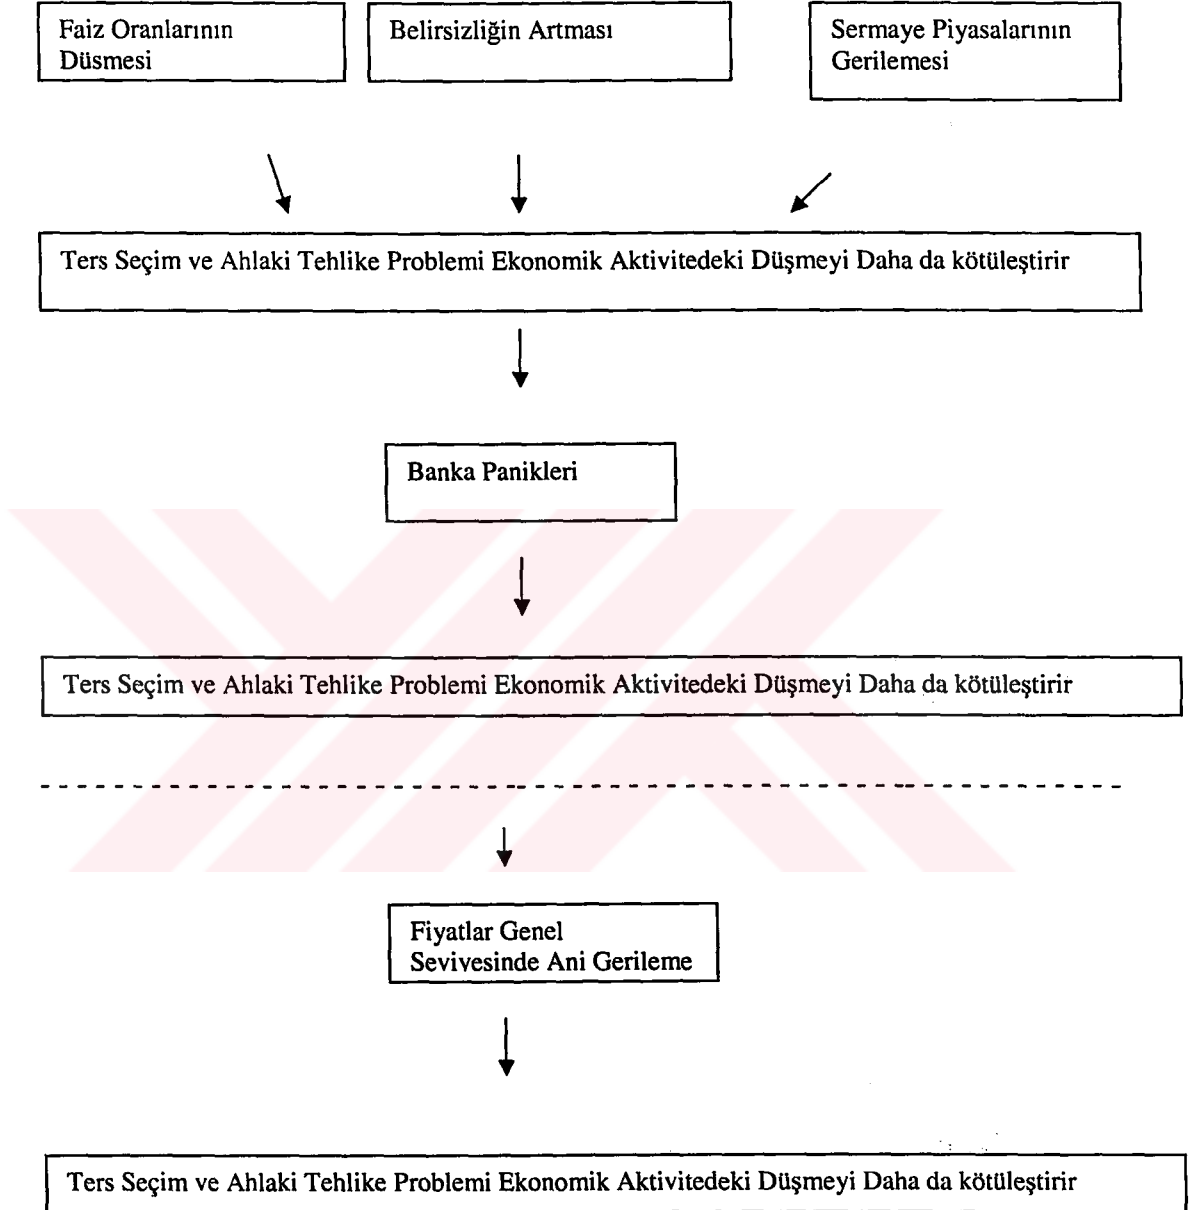 Faiz Oranlarının
Düsmesi
Belirsizliğin Artması
Sermaye Piyasalarının
Gerilemesi
Ters Seçim ve Ahlaki Tehlike Problemi Ekonomik Aktivitedeki Düşmeyi Daha da kötüleştirir
Banka Panikleri
Ters Seçim ve Ahlaki Tehlike Problemi Ekonomik Aktivitedeki Düşmeyi Daha da kötüleştirir
Fiyatlar Genel
Sevivesinde Ani Gerileme
Ters Seçim ve Ahlaki Tehlike Problemi Ekonomik Aktivitedeki Düşmeyi Daha da kötüleştirir